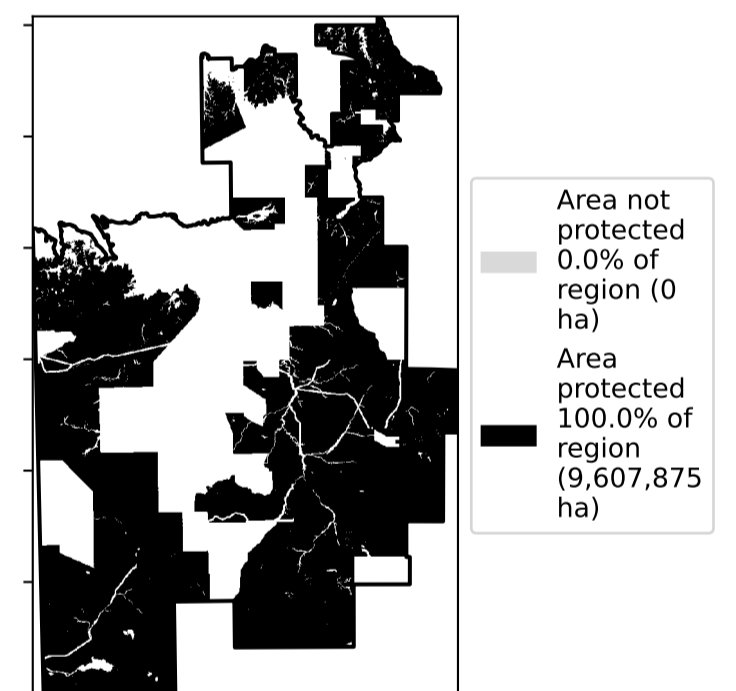 Area not
protected
0.0% of
region (0
ha)
Area
protected
100.0% of
region
(9,607,875
ha)